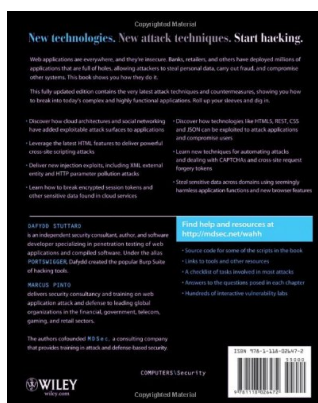 Copyrighted Material
New technologies. New attack techniques. Start hacking.
Web applications are everywhere, and they're insecure. Banks, retailers, and others have deployed millions of
applications that are full of holes, allowing attackers to steal personal data, carry out fraud, and compromise
other systems. This book shows you how they do it.
This fully updated edition contains the very latest attack techniques and countermeasures, showing you how
to break into today's complex and highly functional applications. Roll up your sleeves and dig in.
• Discover how cloud architectures and social networking
have added exploitable attack surfaces to applications
• Leverage the latest HTML features to deliver powerful
cross-site scripting attacks
• Deliver new injection exploits, including XML external
entity and HTTP parameter pollution attacks
• Learn how to break encrypted session tokens and
other sensitive data found in cloud services
• Discover how technologies like HTML5, REST, CSS
and JSON can be exploited to attack applications
and compromise users
• Learn new techniques for automating attacks
and dealing with CAPTCHAs and cross-site request
forgery tokens
• Steal sensitive data across domains using seemingly
harmless application functions and new browser features
DAFYDD STUTTARD
is an independent security consultant, author, and software
developer specializing in penetration testing of web
applications and compiled software. Under the alias
PORTSWIGGER, Dafydd created the popular Burp Suite
of hacking tools.
MARCUS PINTO
delivers security consultancy and training on web
application attack and defense to leading global
organizations in the financial, government, telecom,
gaming, and retail sectors.
The authors cofounded MDSec, a consulting company
that provides training in attack and defense-based security.
Find help and resources at
http://mdsec.net/wahh
• Source code for some of the scripts in the book
• Links to tools and other resources
• A checklist of tasks involved in most attacks
• Answers to the questions posed in each chapter
• Hundreds of interactive vulnerability labs
WILEY
wiley.com
COMPUTERS\Security
ISBN 978-1-118-02647-2
55000
9 781118 026472
Copyrighted Material